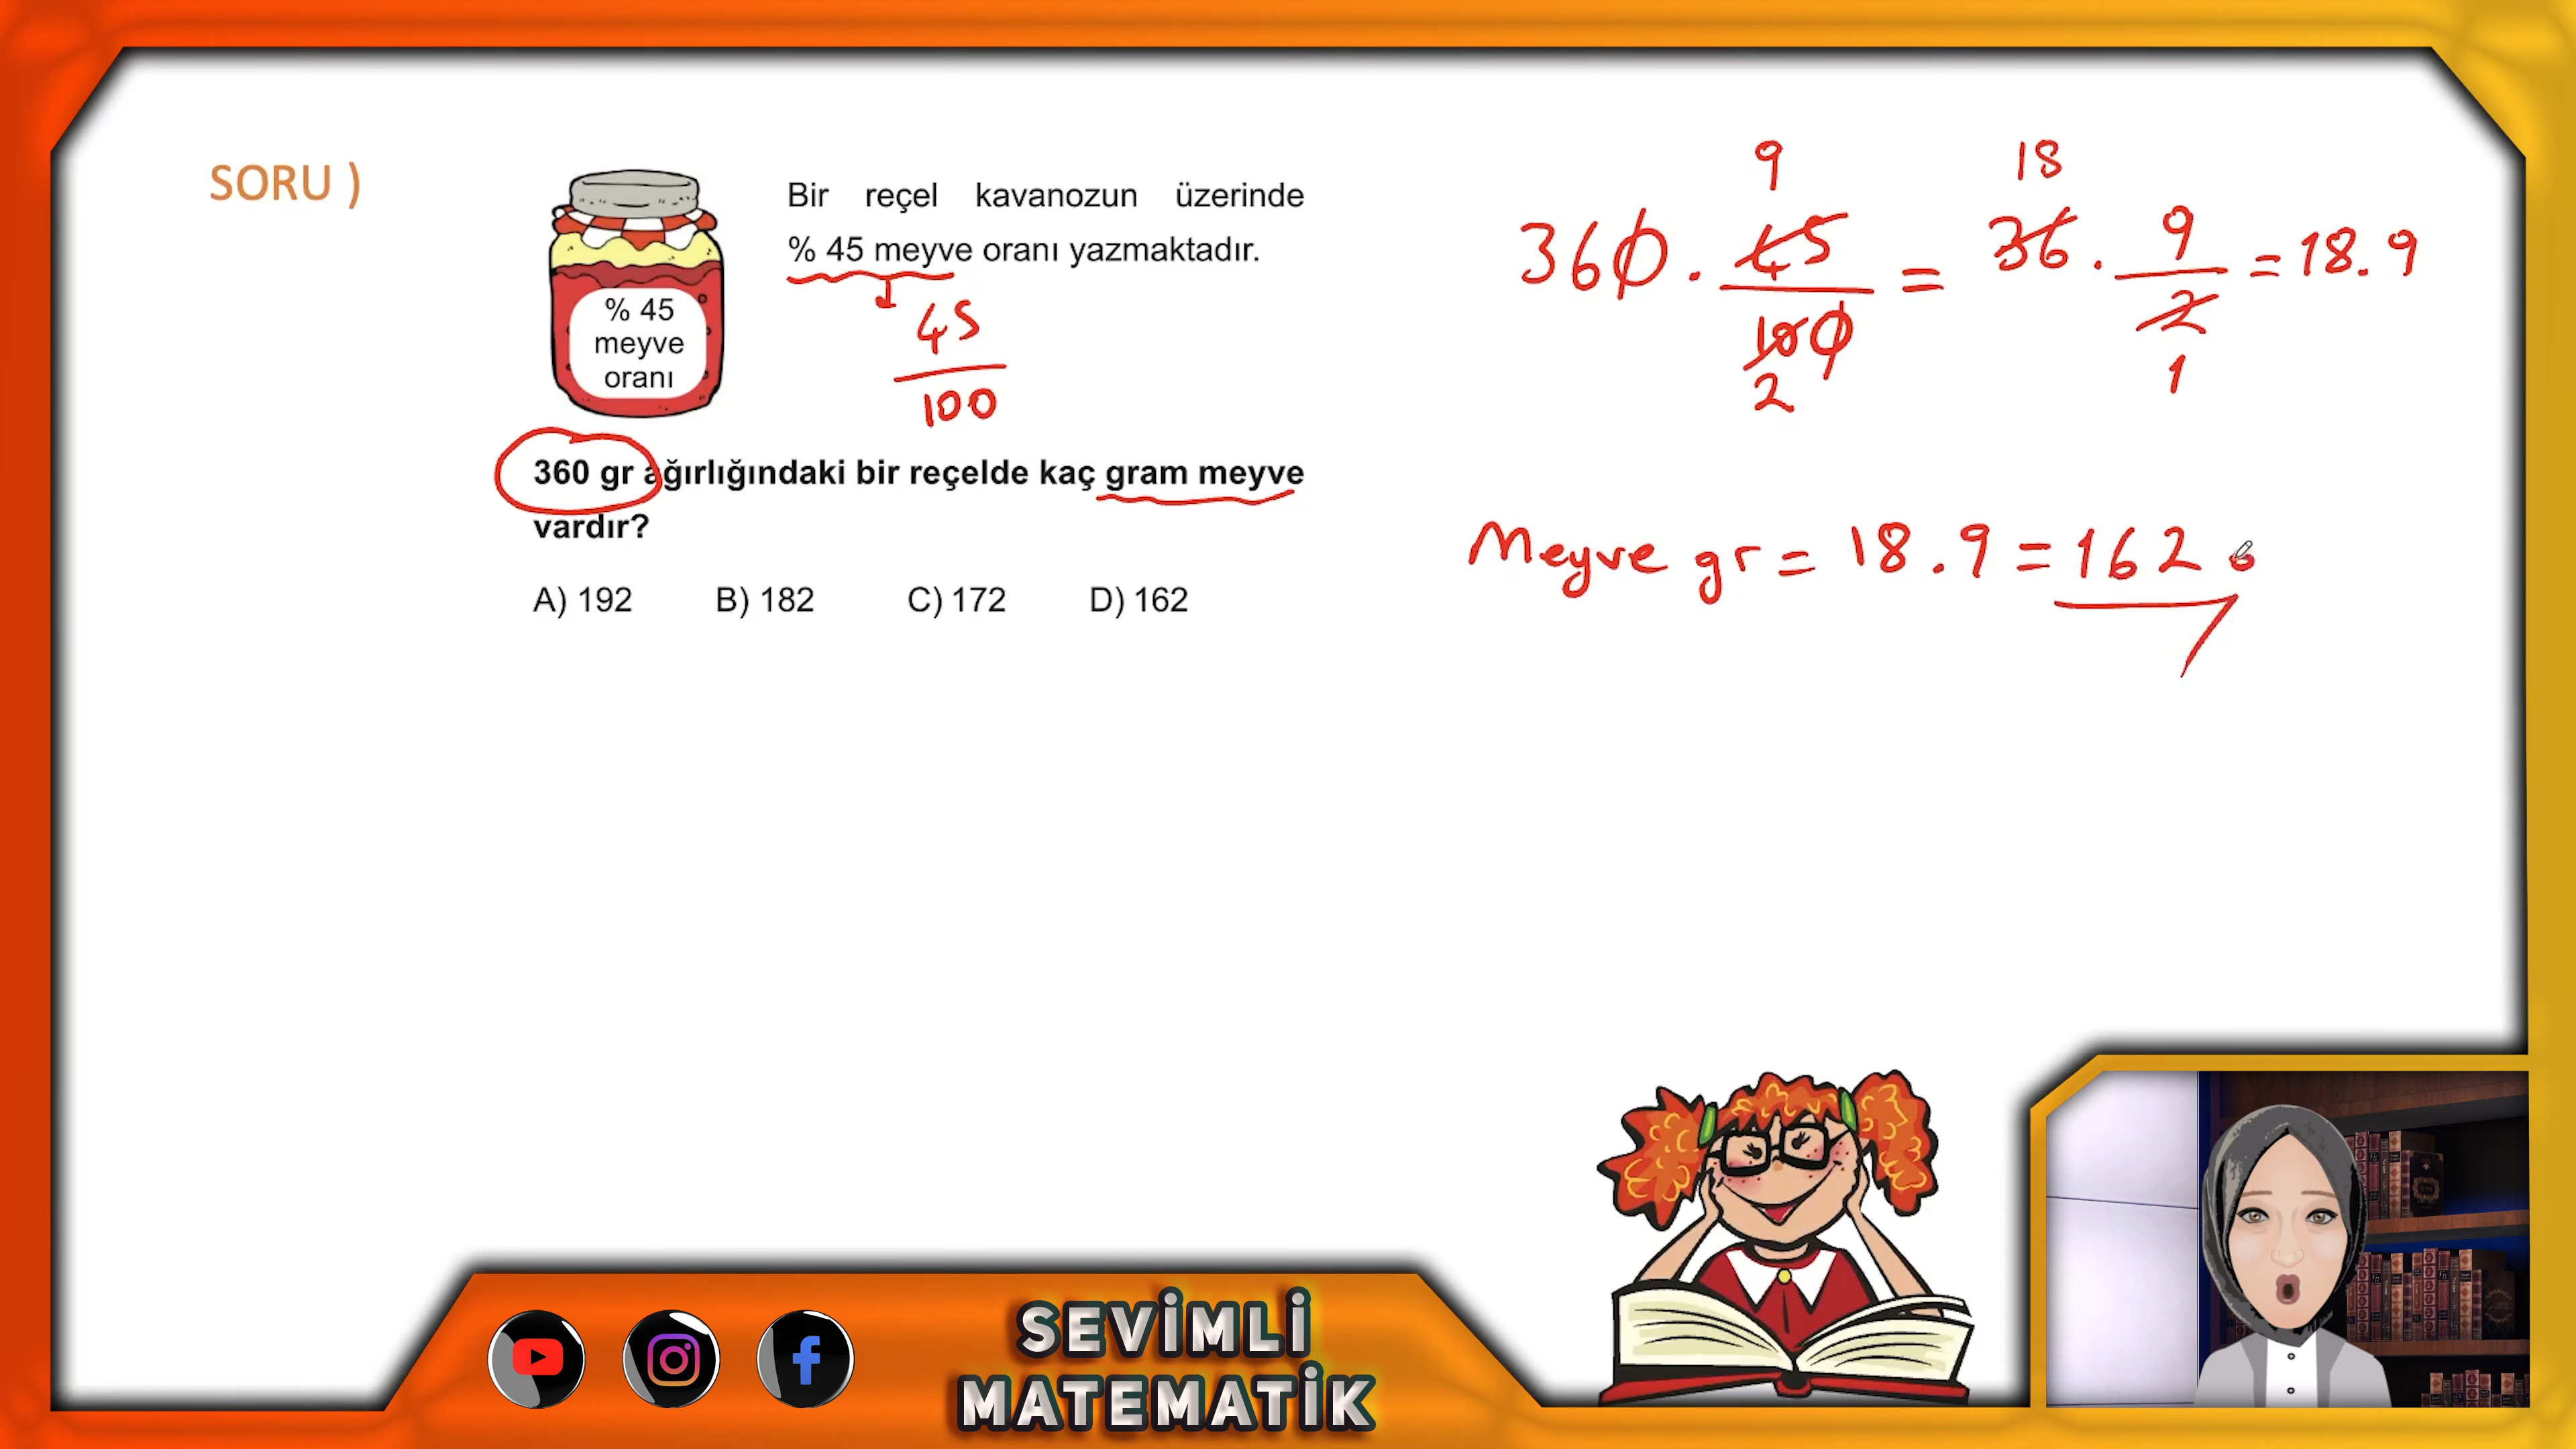 SORU )
% 45
meyve
oranı
Bir reçel kavanozun üzerinde
% 45 meyve oranı yazmaktadır.
45
100
360 gr ağırlığındaki bir reçelde kaç gram meyve
vardır?
A) 192 B) 182 C) 172 D) 162
9 18
360 . 45 = 36 . 9 = 18.9
100 2
2 1
Meyve gr = 18.9 = 162
SEVİMLİ
MATEMATİK